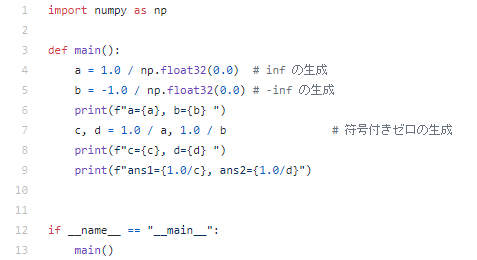 1 import numpy as np
2
3 def main():
4     a = 1.0 / np.float32(0.0)  # inf の生成
5     b = -1.0 / np.float32(0.0) # -inf の生成
6     print(f"a={a}, b={b} ")
7     c, d = 1.0 / a, 1.0 / b                # 符号付きゼロの生成
8     print(f"c={c}, d={d} ")
9     print(f"ans1={1.0/c}, ans2={1.0/d}")
10
11
12 if __name__ == "__main__":
13     main()